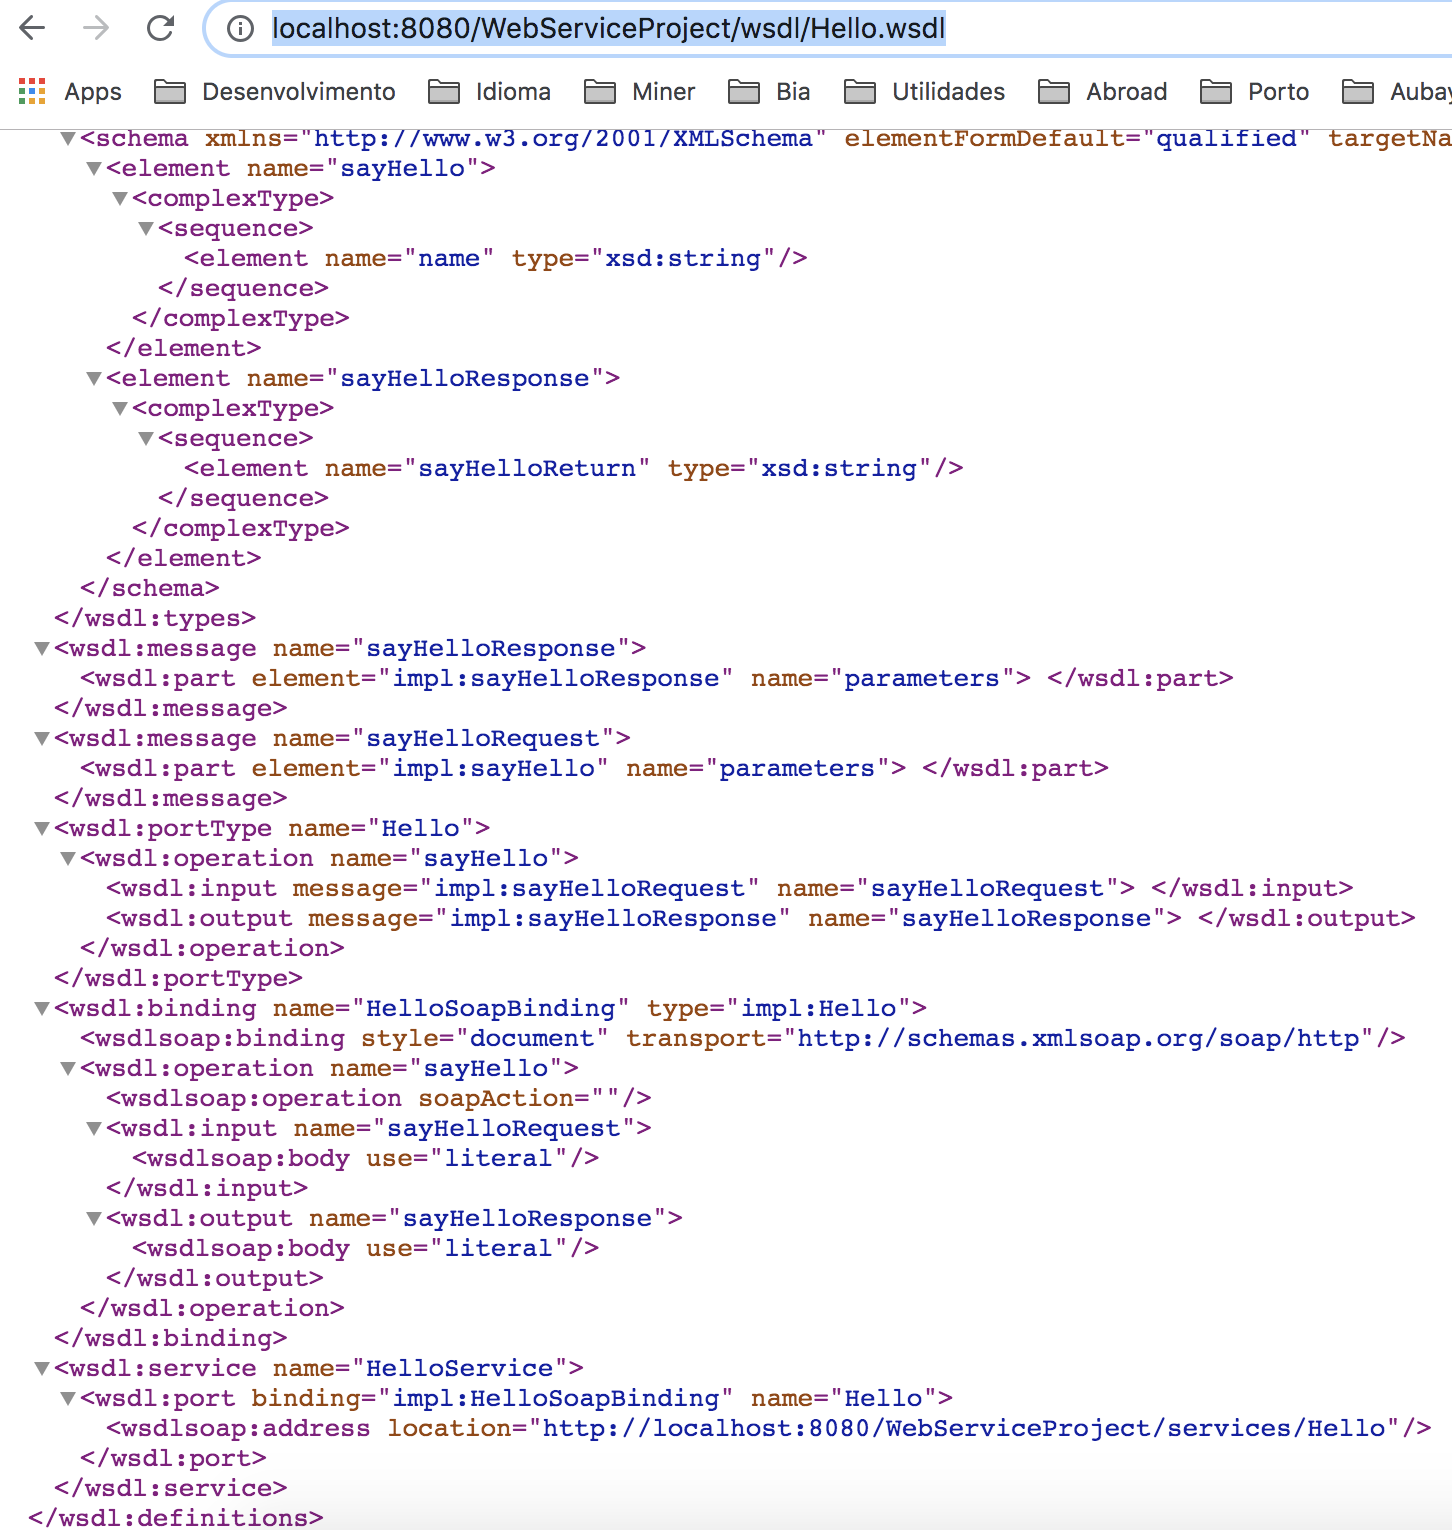 localhost:8080/WebServiceProject/wsdl/Hello.wsdl
Apps Desenvolvimento Idioma Miner Bia Utilidades Abroad Porto
<schema xmlns="http://www.w3.org/2001/XMLSchema" elementFormDefault="qualified"
<element name="sayHello">
<complexType>
<sequence>
<element name="name" type="xsd:string"/>
</sequence>
</complexType>
</element>
<element name="sayHelloResponse">
<complexType>
<sequence>
<element name="sayHelloReturn" type="xsd:string"/>
</sequence>
</complexType>
</element>
</schema>
</wsdl:types>
<wsdl:message name="sayHelloResponse">
<wsdl:part element="impl:sayHelloResponse" name="parameters"> </wsdl:part>
</wsdl:message>
<wsdl:message name="sayHelloRequest">
<wsdl:part element="impl:sayHello" name="parameters"> </wsdl:part>
</wsdl:message>
<wsdl:portType name="Hello">
<wsdl:operation name="sayHello">
<wsdl:input message="impl:sayHelloRequest" name="sayHelloRequest"> </wsdl:input>
<wsdl:output message="impl:sayHelloResponse" name="sayHelloResponse"> </wsdl:output>
</wsdl:operation>
</wsdl:portType>
<wsdl:binding name="HelloSoapBinding" type="impl:Hello">
<wsdlsoap:binding style="document" transport="http://schemas.xmlsoap.org/soap/http"/>
<wsdl:operation name="sayHello">
<wsdlsoap:operation soapAction=""/>
<wsdl:input name="sayHelloRequest">
<wsdlsoap:body use="literal"/>
</wsdl:input>
<wsdl:output name="sayHelloResponse">
<wsdlsoap:body use="literal"/>
</wsdl:output>
</wsdl:operation>
</wsdl:binding>
<wsdl:service name="HelloService">
<wsdl:port binding="impl:HelloSoapBinding" name="Hello">
<wsdlsoap:address location="http://localhost:8080/WebServiceProject/services/Hello"/>
</wsdl:port>
</wsdl:service>
</wsdl:definitions>